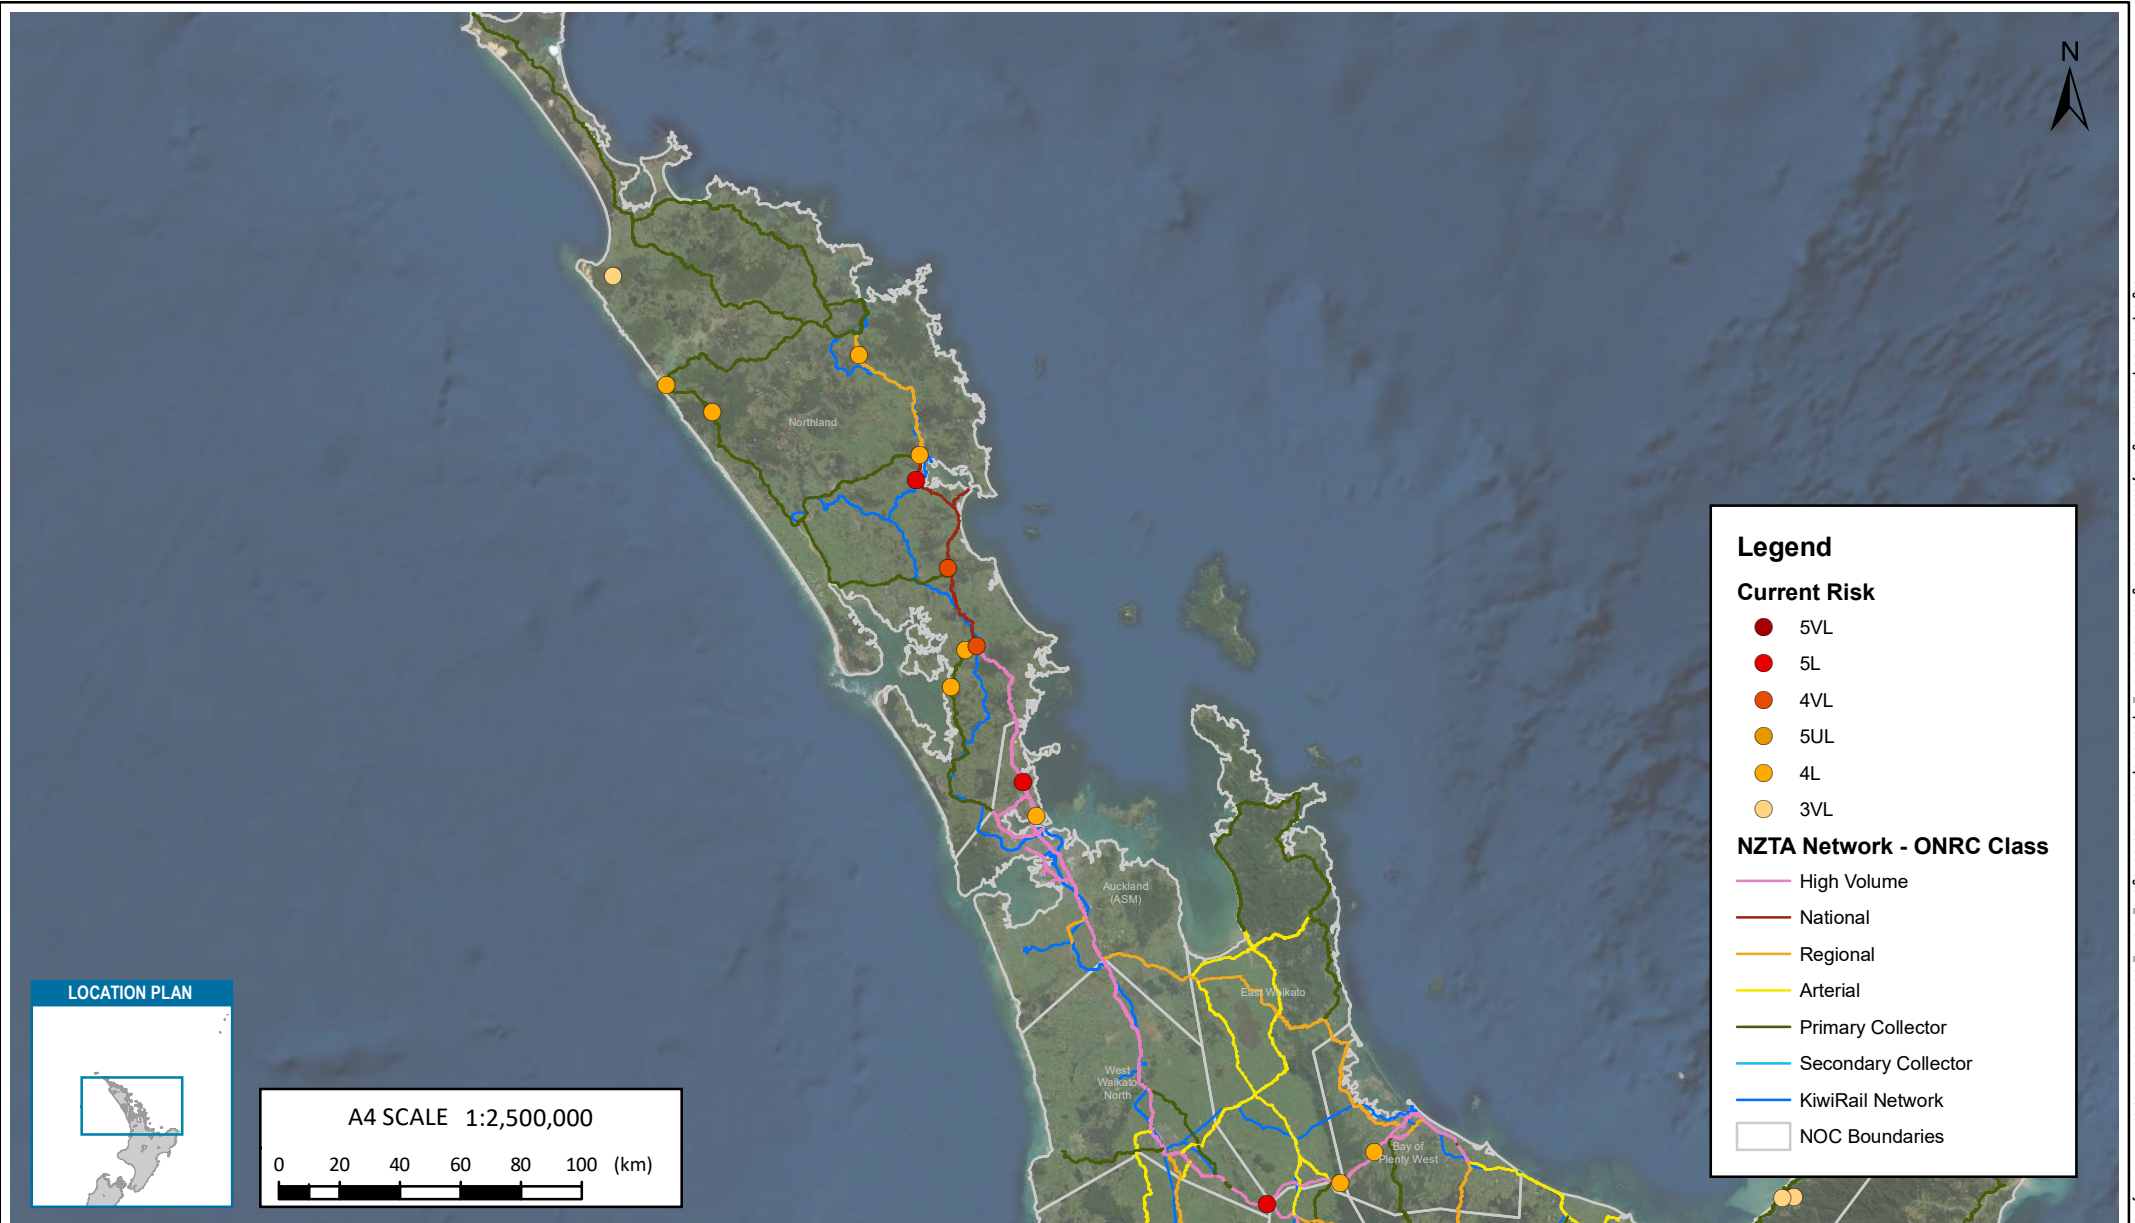 N
Northland
Auckland
(ASM)
East Waikato
West
Waikato
North
Bay of
Plenty West
Legend
Current Risk
5VL
5L
4VL
5UL
4L
3VL
NZTA Network - ONRC Class
High Volume
National
Regional
Arterial
Primary Collector
Secondary Collector
KiwiRail Network
NOC Boundaries
LOCATION PLAN
A4 SCALE 1:2,500,000
0 20 40 60 80 100 (km)